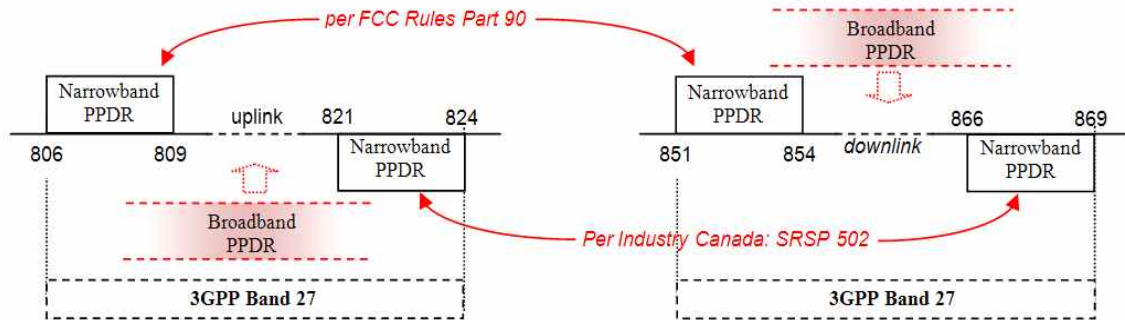 per FCC Rules Part 90
Broadband
PPDR
Narrowband
PPDR
uplink
821
824
Narrowband
PPDR
866
869
806
809
Narrowband
PPDR
851
854
downlink
Narrowband
PPDR
Broadband
PPDR
Per Industry Canada: SRSP 502
3GPP Band 27
3GPP Band 27